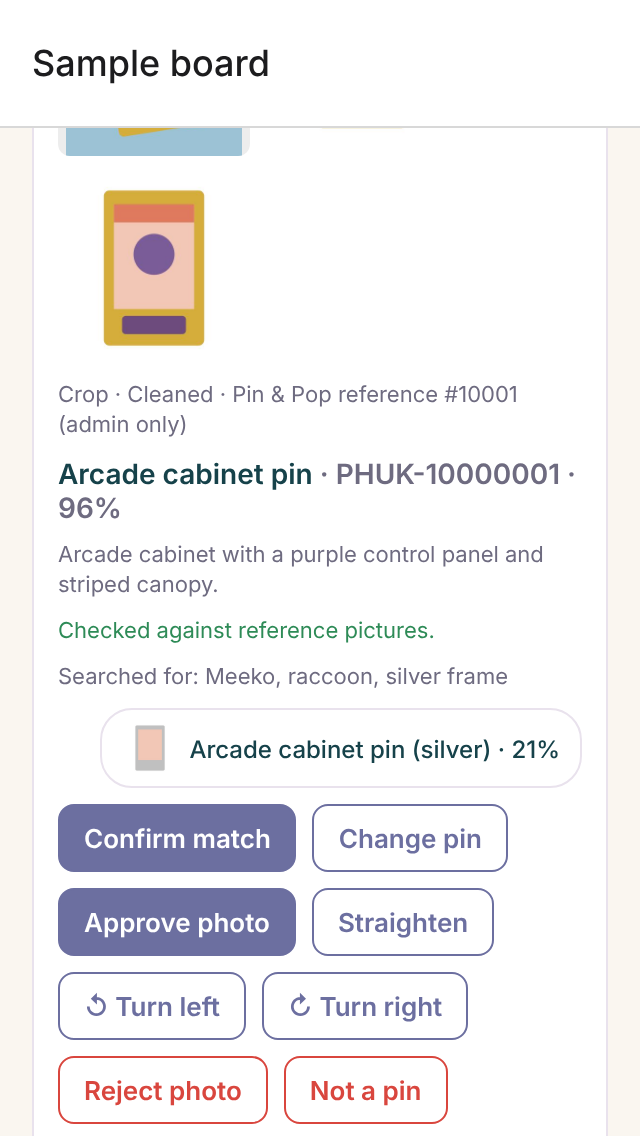 Sample board
Crop · Cleaned · Pin & Pop reference #10001
(admin only)
Arcade cabinet pin · PHUK-10000001 ·
96%
Arcade cabinet with a purple control panel and
striped canopy.
Checked against reference pictures.
Searched for: Meeko, raccoon, silver frame
Arcade cabinet pin (silver) · 21%
Confirm match
Change pin
Approve photo
Straighten
Turn left
Turn right
Reject photo
Not a pin